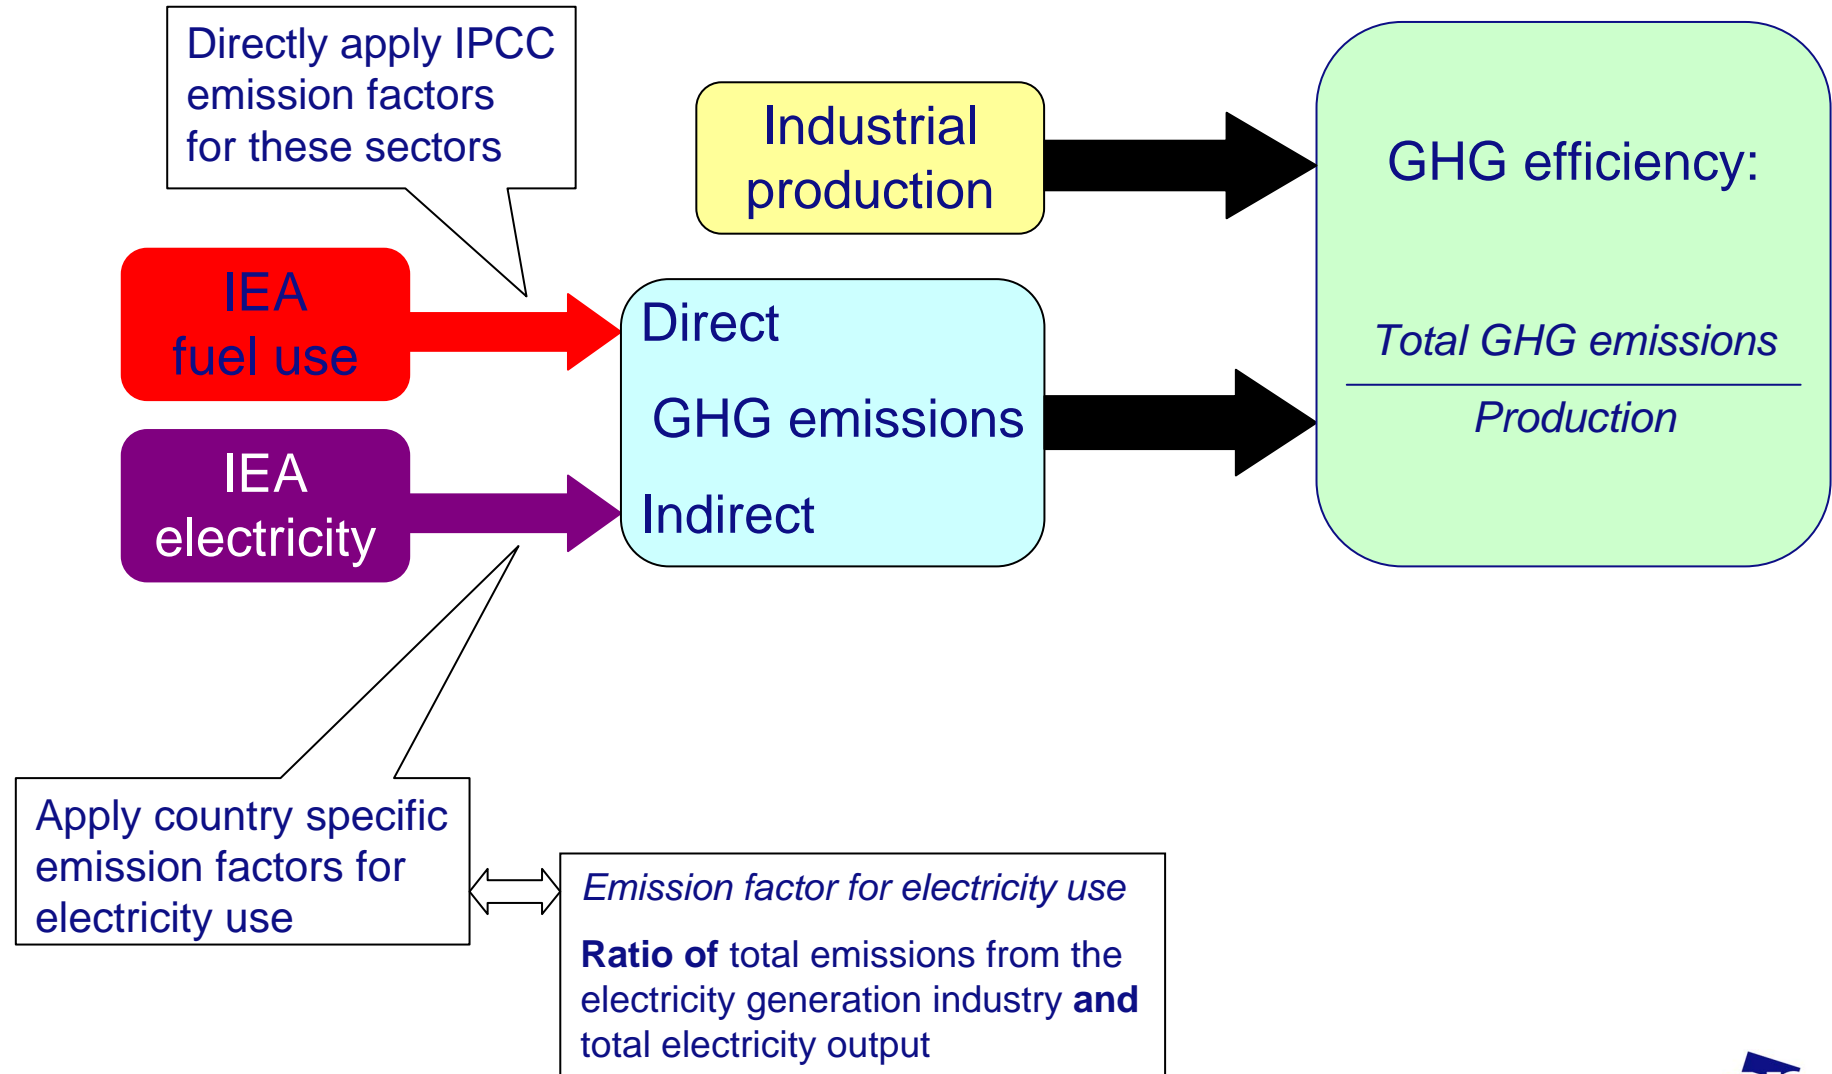 Directly apply IPCC
emission factors
for these sectors
Industrial
production
GHG efficiency:
Total GHG emissions
Production
IEA
fuel use
Direct
GHG emissions
Indirect
IEA
electricity
Apply country specific
emission factors for
electricity use
Emission factor for electricity use
Ratio of total emissions from the
electricity generation industry and
total electricity output